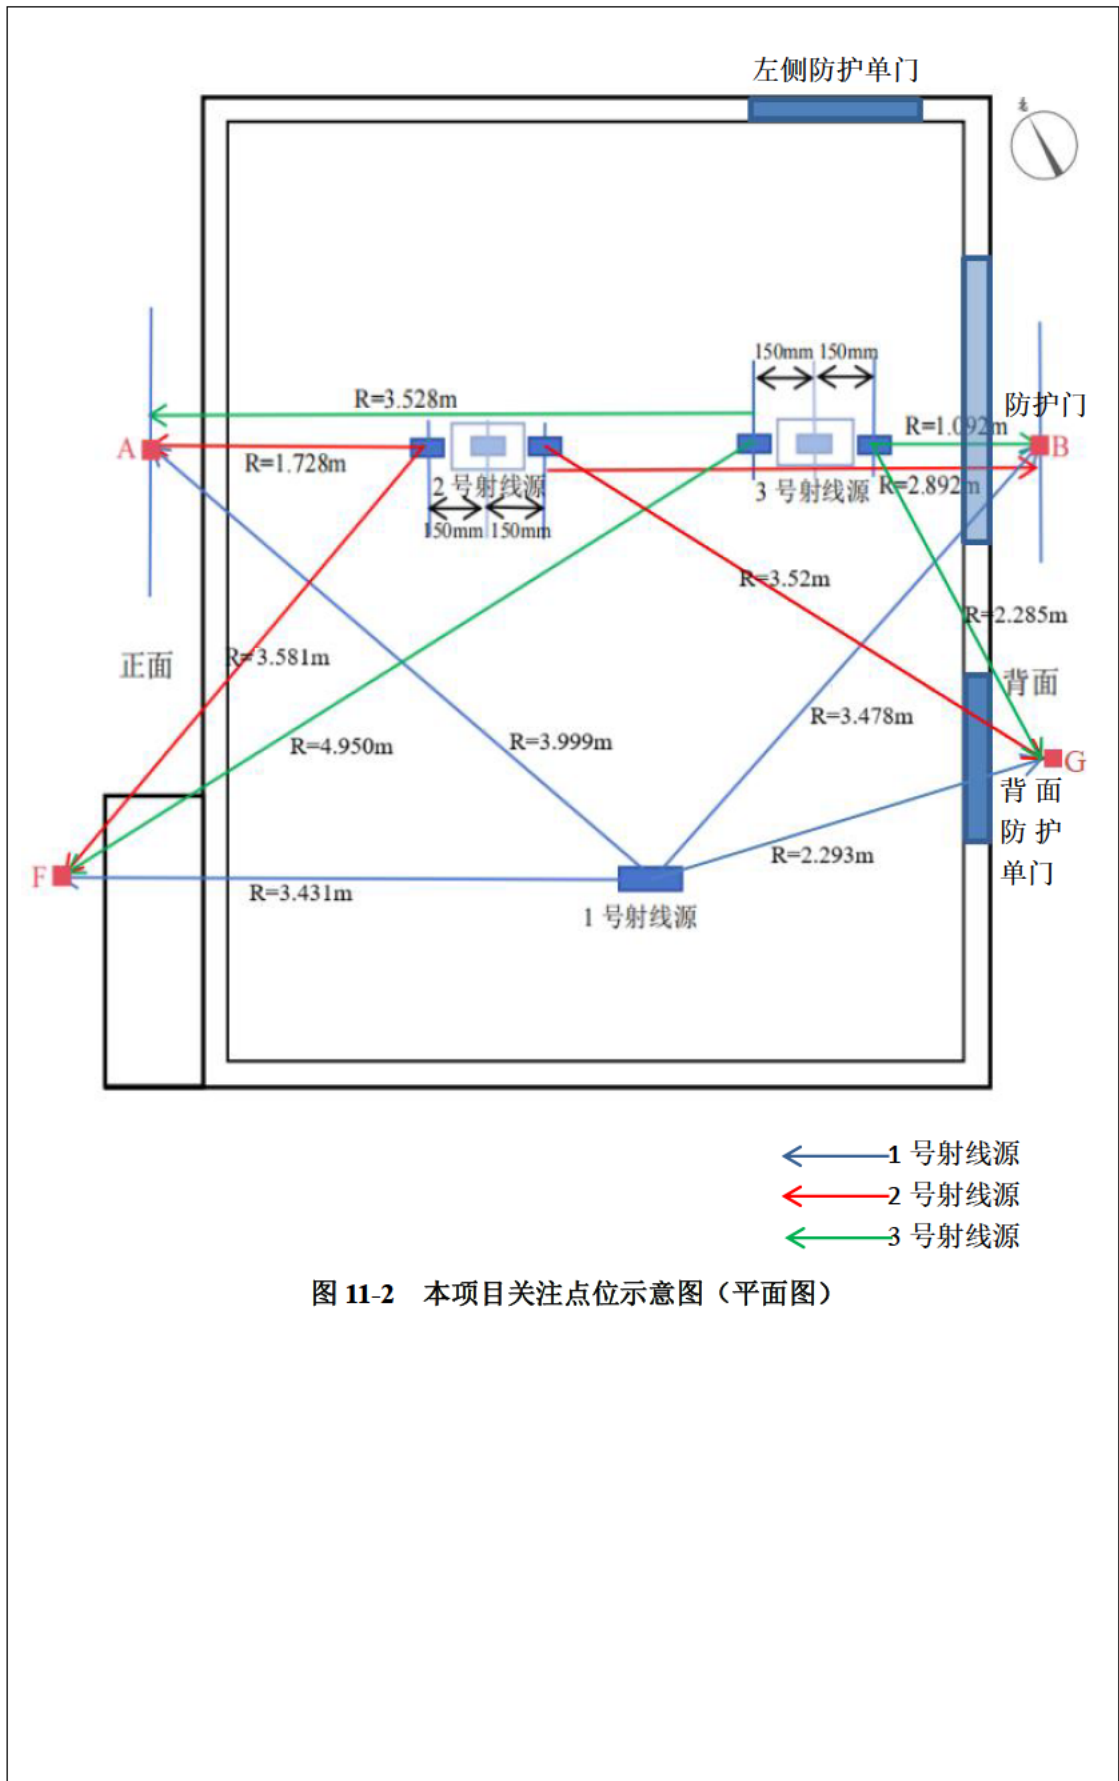 左侧防护单门
北
150mm 150mm
R=3.528m
防护门
R=1.092m
A
B
R=1.728m
2 号射线源
3 号射线源
R=2.892m
150mm 150mm
R=3.52m
R=2.285m
正面
R=3.581m
背面
R=3.478m
R=4.950m
R=3.999m
G
背 面
防 护
单门
R=2.293m
F
R=3.431m
1 号射线源
1 号射线源
2 号射线源
3 号射线源
图 11-2 本项目关注点位示意图（平面图）